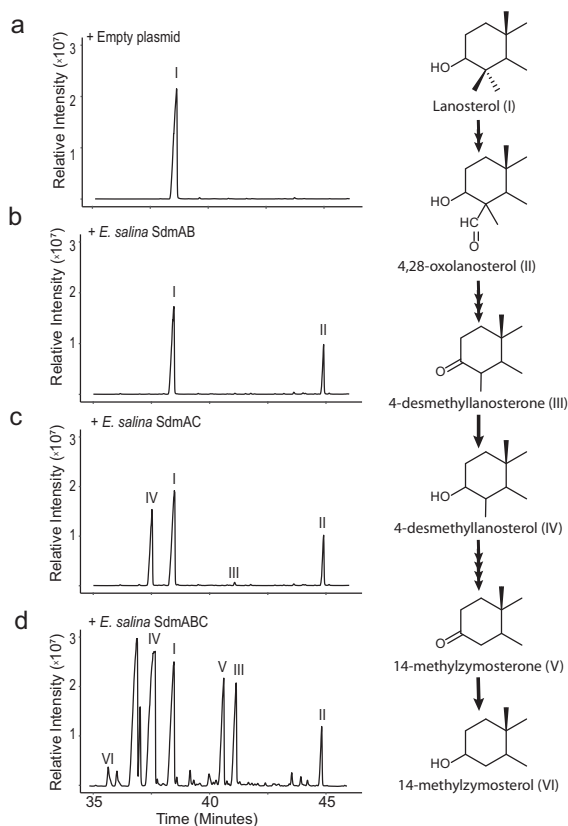 a
+ Empty plasmid
Relative Intensity (×10⁷)
3
2
1
I
b
+ E. salina SdmAB
Relative Intensity (×10⁷)
3
2
1
I
II
c
+ E. salina SdmAC
Relative Intensity (×10⁷)
3
2
1
IV
I
III
II
d
+ E. salina SdmABC
Relative Intensity (×10⁷)
3
2
1
0
VI
IV
I
V
III
II
35
40
45
Time (Minutes)
HO
Lanosterol (I)
HO
HC
O
4,28-oxolanosterol (II)
O
4-desmethyllanosterone (III)
HO
4-desmethyllanosterol (IV)
O
14-methylzymosterone (V)
HO
14-methylzymosterol (VI)